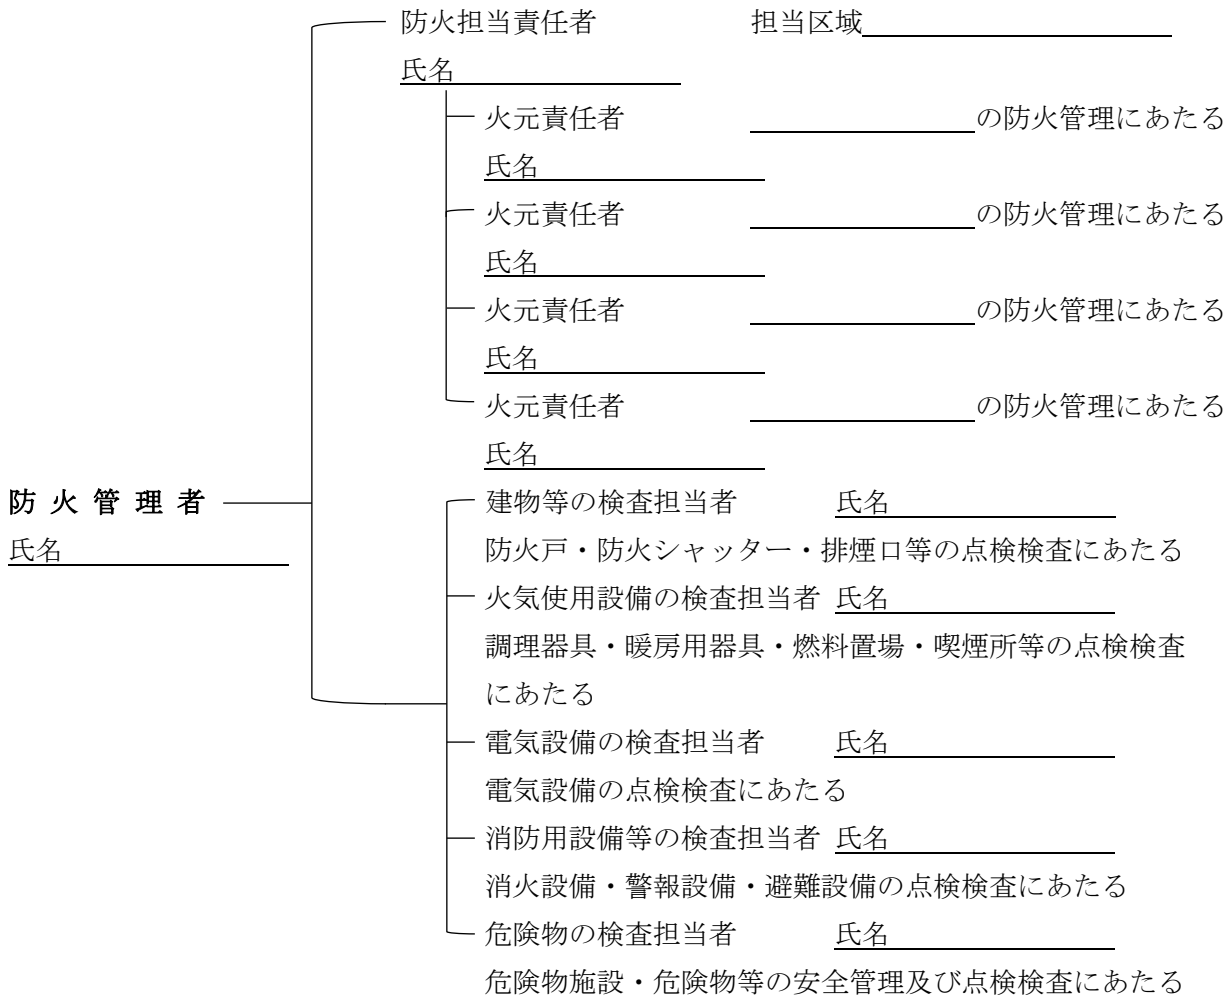 防火担当責任者 担当区域
氏名
火元責任者 の防火管理にあたる
氏名
火元責任者 の防火管理にあたる
氏名
火元責任者 の防火管理にあたる
氏名
火元責任者 の防火管理にあたる
氏名
防火管理者
氏名
建物等の検査担当者 氏名
防火戸・防火シャッター・排煙口等の点検検査にあたる
火気使用設備の検査担当者 氏名
調理器具・暖房用器具・燃料置場・喫煙所等の点検検査
にあたる
電気設備の検査担当者 氏名
電気設備の点検検査にあたる
消防用設備等の検査担当者 氏名
消火設備・警報設備・避難設備の点検検査にあたる
危険物の検査担当者 氏名
危険物施設・危険物等の安全管理及び点検検査にあたる